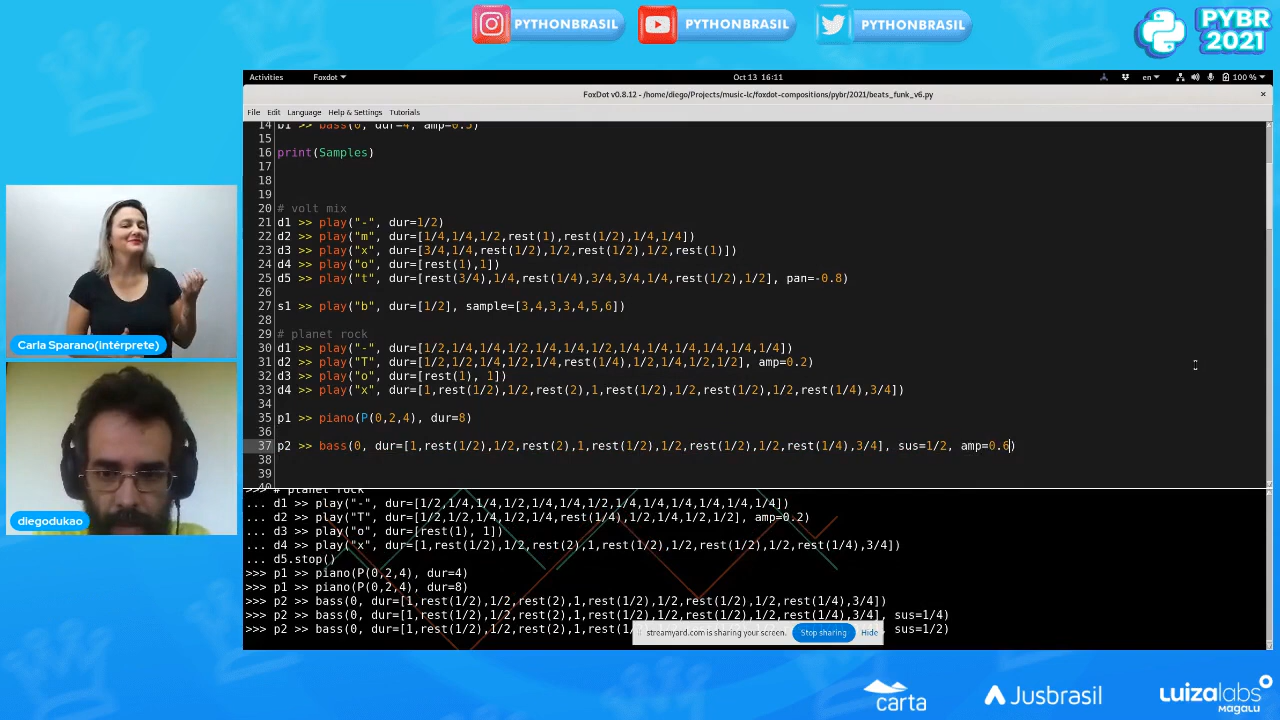 PYTHONBRASIL
PYTHONBRASIL
PYTHONBRASIL
PYBR
2021
Activities
Foxdot
Oct 13 16:11
en
100 %
FoxDot v0.8.12 - /home/diego/Projects/music-lc/foxdot-compositions/pybr/2021/beats_funk_v6.py
File Edit Language Help & Settings Tutorials
14 b1 >> bass(0, dur=4, amp=0.5)
15
16 print(Samples)
17
18
19
20 # volt mix
21 d1 >> play("-", dur=1/2)
22 d2 >> play("m", dur=[1/4,1/4,1/2,rest(1),rest(1/2),1/4,1/4])
23 d3 >> play("x", dur=[3/4,1/4,rest(1/2),1/2,rest(1/2),1/2,rest(1)])
24 d4 >> play("o", dur=[rest(1),1])
25 d5 >> play("t", dur=[rest(3/4),1/4,rest(1/4),3/4,3/4,1/4,rest(1/2),1/2], pan=-0.8)
26
27 s1 >> play("b", dur=[1/2], sample=[3,4,3,3,4,5,6])
28
29 # planet rock
30 d1 >> play("-", dur=[1/2,1/4,1/4,1/2,1/4,1/4,1/2,1/4,1/4,1/4,1/4,1/4,1/4])
31 d2 >> play("T", dur=[1/2,1/2,1/4,1/2,1/4,rest(1/4),1/2,1/4,1/2,1/2], amp=0.2)
32 d3 >> play("o", dur=[rest(1), 1])
33 d4 >> play("x", dur=[1,rest(1/2),1/2,rest(2),1,rest(1/2),1/2,rest(1/2),1/2,rest(1/4),3/4])
34
35 p1 >> piano(P(0,2,4), dur=8)
36
37 p2 >> bass(0, dur=[1,rest(1/2),1/2,rest(2),1,rest(1/2),1/2,rest(1/2),1/2,rest(1/4),3/4], sus=1/2, amp=0.6)
38
39
40
>>> # planet rock
... d1 >> play("-", dur=[1/2,1/4,1/4,1/2,1/4,1/4,1/2,1/4,1/4,1/4,1/4,1/4,1/4])
... d2 >> play("T", dur=[1/2,1/2,1/4,1/2,1/4,rest(1/4),1/2,1/4,1/2,1/2], amp=0.2)
... d3 >> play("o", dur=[rest(1), 1])
... d4 >> play("x", dur=[1,rest(1/2),1/2,rest(2),1,rest(1/2),1/2,rest(1/2),1/2,rest(1/4),3/4])
... d5.stop()
>>> p1 >> piano(P(0,2,4), dur=4)
>>> p1 >> piano(P(0,2,4), dur=8)
>>> p2 >> bass(0, dur=[1,rest(1/2),1/2,rest(2),1,rest(1/2),1/2,rest(1/2),1/2,rest(1/4),3/4])
>>> p2 >> bass(0, dur=[1,rest(1/2),1/2,rest(2),1,rest(1/2),1/2,rest(1/2),1/2,rest(1/4),3/4], sus=1/4)
>>> p2 >> bass(0, dur=[1,rest(1/2),1/2,rest(2),1,rest(1/ sus=1/2)
streamyard.com is sharing your screen. Stop sharing Hide
Carla Sparano(intérprete)
diegodukao
carta
Jusbrasil
luizalabs
MAGALU